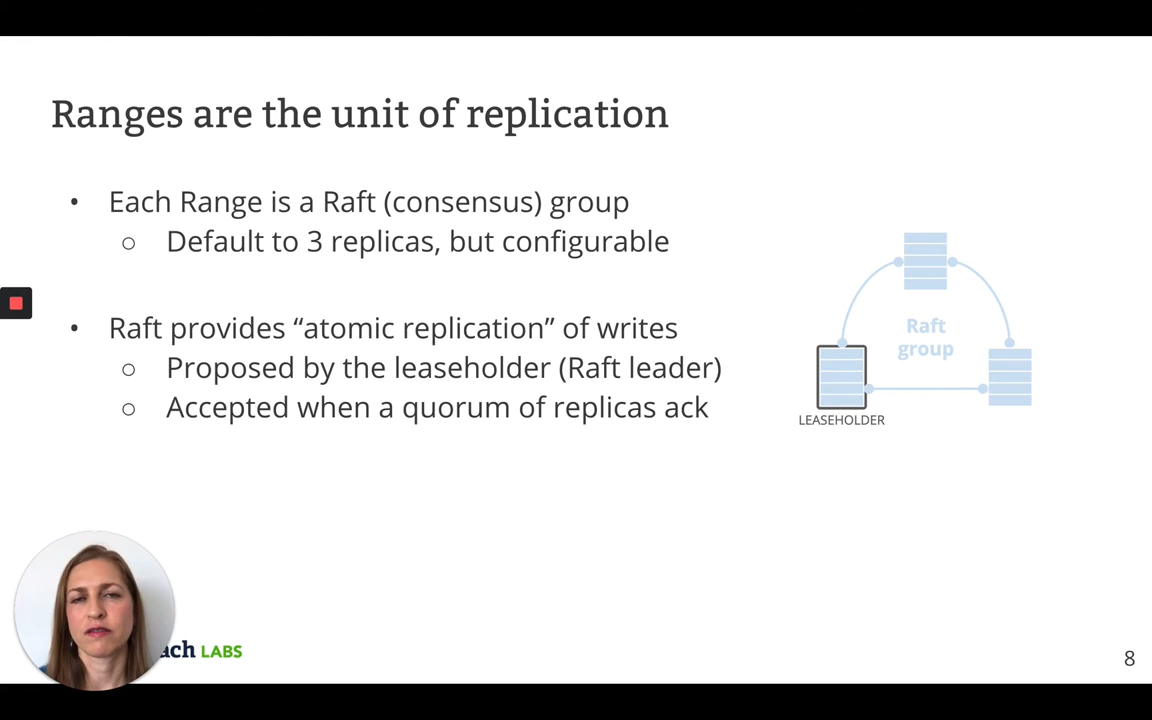 Ranges are the unit of replication
• Each Range is a Raft (consensus) group
○ Default to 3 replicas, but configurable
• Raft provides “atomic replication” of writes
○ Proposed by the leaseholder (Raft leader)
○ Accepted when a quorum of replicas ack
Raft
group
LEASEHOLDER
LABS
8